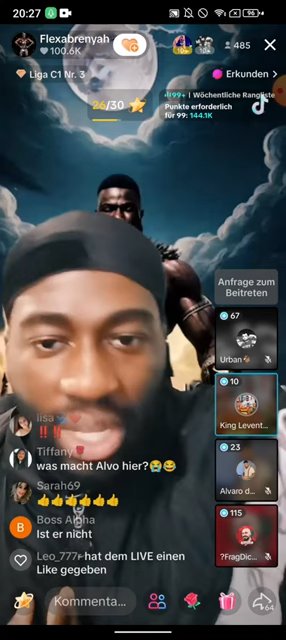 20:27
96%
Flexabrenyah
100.6K
485
Liga C1 Nr. 3
Erkunden >
26/30
99+ | Wöchentliche Rangliste
Punkte erforderlich
für 99: 144.1K
Anfrage zum
Beitreten
67
Urban
10
King Levent...
23
Alvaro d...
115
?FragDic...
lisa
‼️‼️
Tiffany🌹
was macht Alvo hier?😭😂
Sarah69
👍👍👍👍👍👍
B
Boss Alpha
Ist er nicht
Leo_777 hat dem LIVE einen
Like gegeben
Kommenta...
64